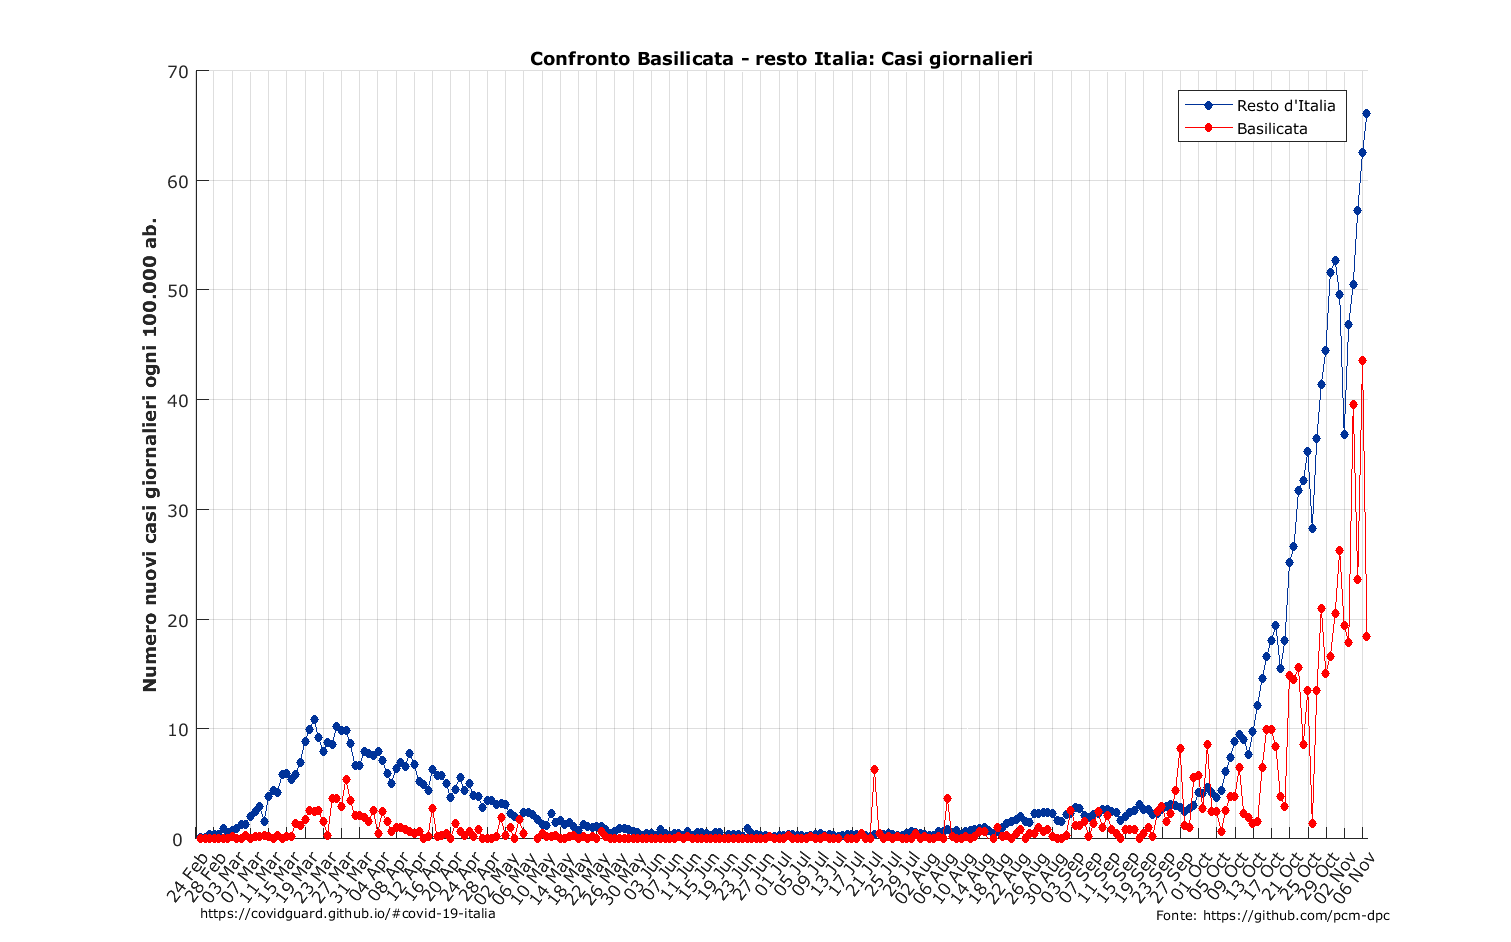 Confronto Basilicata - resto Italia: Casi giornalieri
Numero nuovi casi giornalieri ogni 100.000 ab.
70
60
50
40
30
20
10
0
Resto d'Italia
Basilicata
24 Feb
28 Feb
03 Mar
07 Mar
11 Mar
15 Mar
19 Mar
23 Mar
27 Mar
31 Mar
04 Apr
08 Apr
12 Apr
16 Apr
20 Apr
24 Apr
28 Apr
02 May
06 May
10 May
14 May
18 May
22 May
26 May
30 May
03 Jun
07 Jun
11 Jun
15 Jun
19 Jun
23 Jun
27 Jun
01 Jul
05 Jul
09 Jul
13 Jul
17 Jul
21 Jul
25 Jul
29 Jul
02 Aug
06 Aug
10 Aug
14 Aug
18 Aug
22 Aug
26 Aug
30 Aug
03 Sep
07 Sep
11 Sep
15 Sep
19 Sep
23 Sep
27 Sep
01 Oct
05 Oct
09 Oct
13 Oct
17 Oct
21 Oct
25 Oct
29 Oct
02 Nov
06 Nov
https://covidguard.github.io/#covid-19-italia
Fonte: https://github.com/pcm-dpc